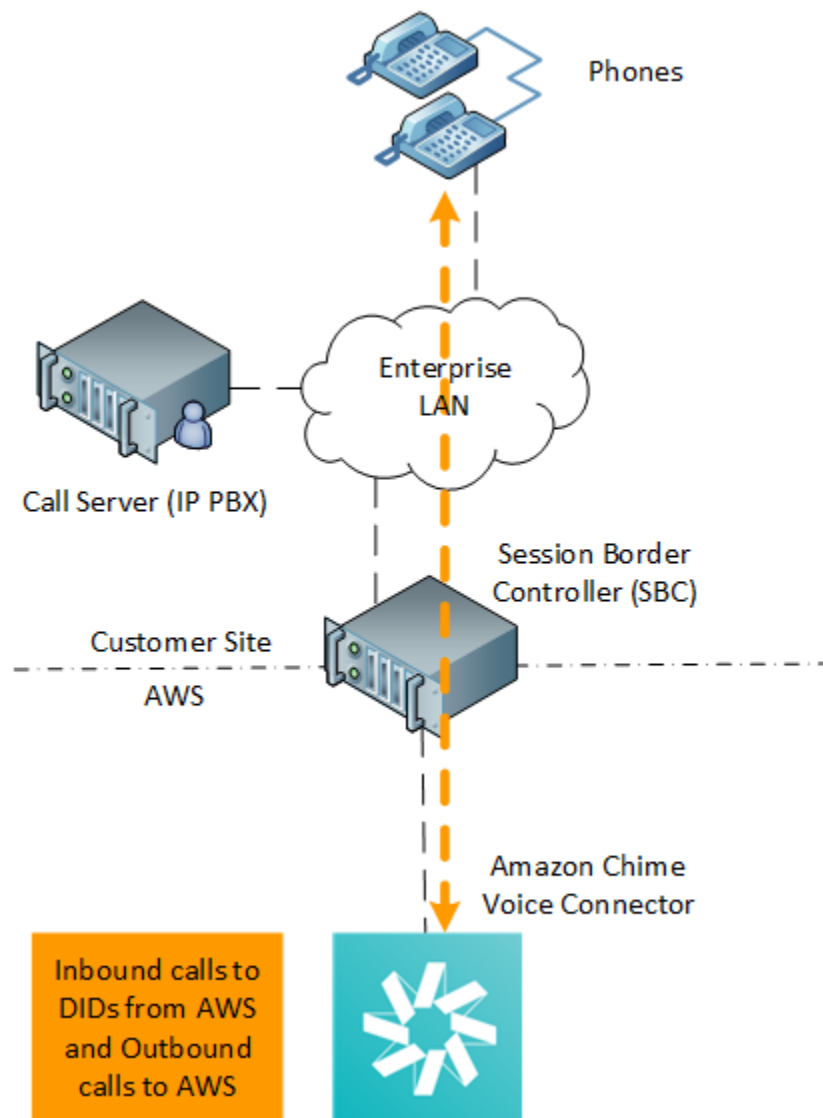 Phones
Enterprise
LAN
Call Server (IP PBX)
Session Border
Controller (SBC)
Customer Site
AWS
Amazon Chime
Voice Connector
Inbound calls to
DIDs from AWS
and Outbound
calls to AWS